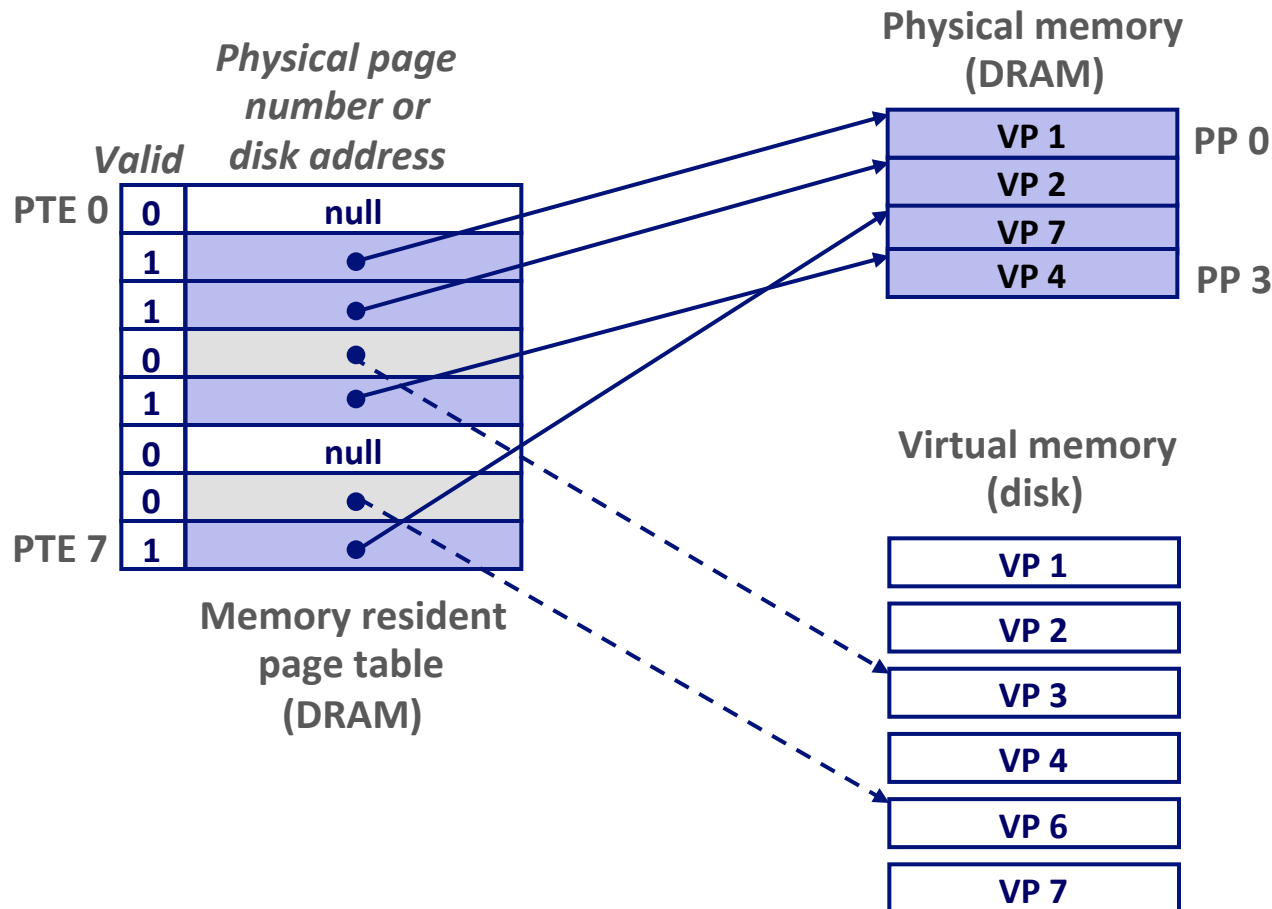 Physical page
number or
disk address
Valid
PTE 0
0
null
1
1
0
1
0
null
0
PTE 7
1
Memory resident
page table
(DRAM)
Physical memory
(DRAM)
VP 1
PP 0
VP 2
VP 7
VP 4
PP 3
Virtual memory
(disk)
VP 1
VP 2
VP 3
VP 4
VP 6
VP 7